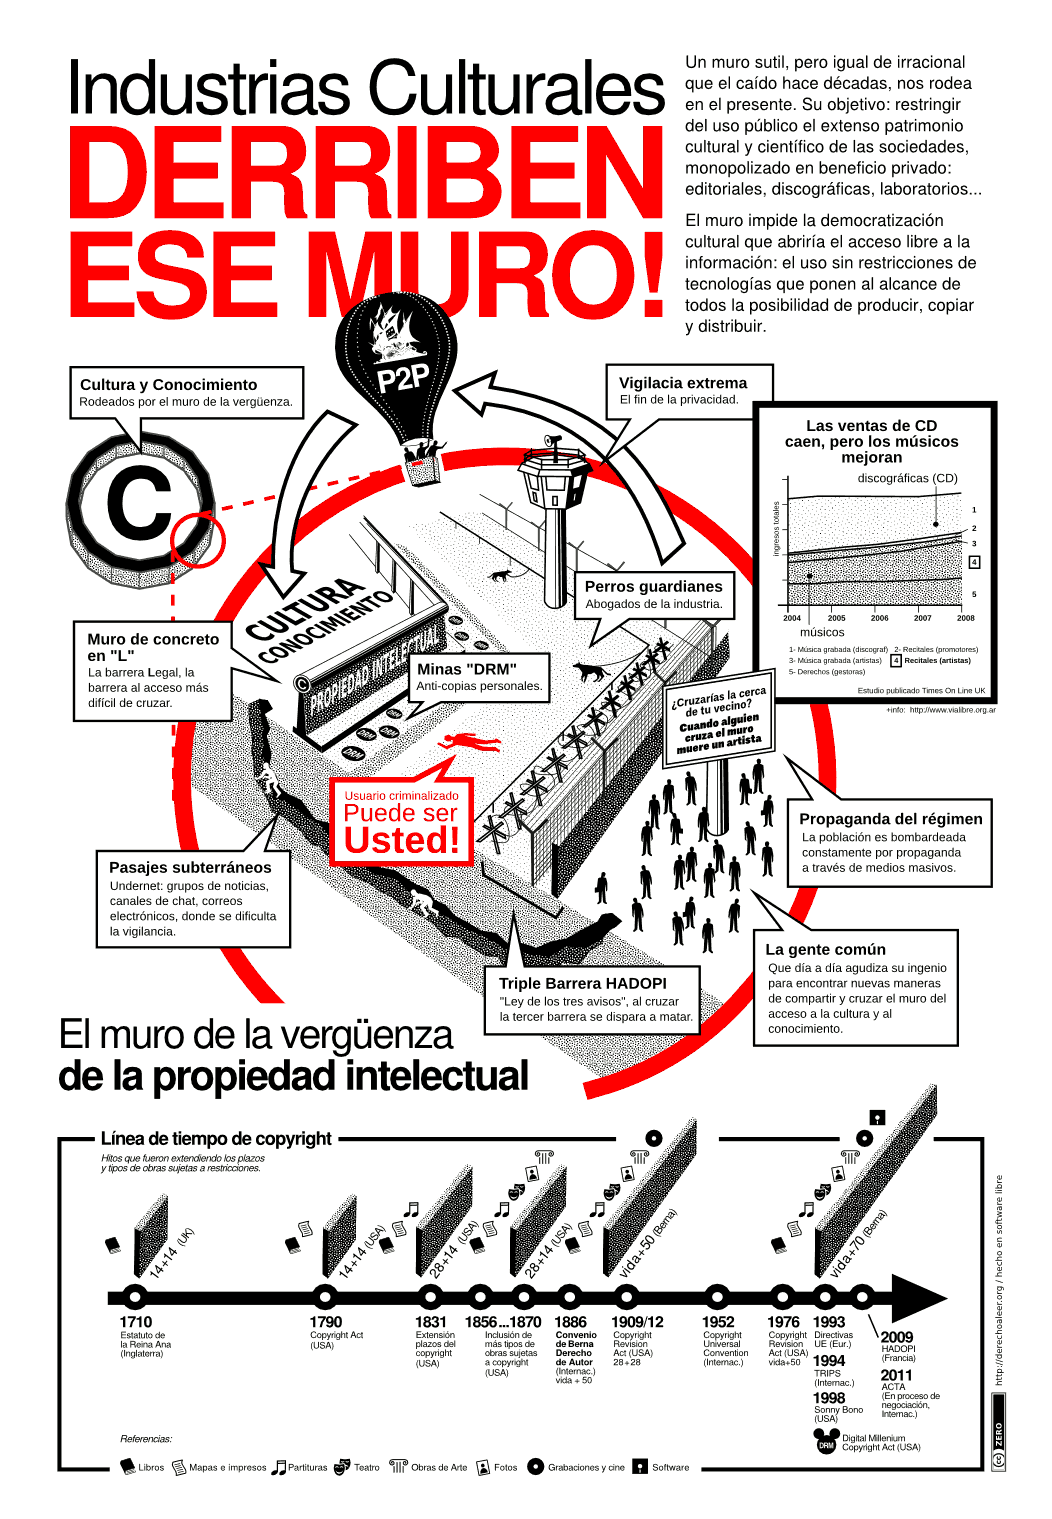 Industrias Culturales
DERRIBEN
ESE MURO!
Un muro sutil, pero igual de irracional
que el caído hace décadas, nos rodea
en el presente. Su objetivo: restringir
del uso público el extenso patrimonio
cultural y científico de las sociedades,
monopolizado en beneficio privado:
editoriales, discográficas, laboratorios...
El muro impide la democratización
cultural que abriría el acceso libre a la
información: el uso sin restricciones de
tecnologías que ponen al alcance de
todos la posibilidad de producir, copiar
y distribuir.
P2P
Cultura y Conocimiento
Rodeados por el muro de la vergüenza.
C
Vigilacia extrema
El fin de la privacidad.
Las ventas de CD
caen, pero los músicos
mejoran
discográficas (CD)
ingresos totales
1
2
3
4
5
2004 2005 2006 2007 2008
músicos
1- Música grabada (discograf) 2- Recitales (promotores)
3- Música grabada (artistas) 4 Recitales (artistas)
5- Derechos (gestoras)
Estudio publicado Times On Line UK
+info: http://www.vialibre.org.ar
CULTURA
CONOCIMIENTO
© PROPIEDAD INTELECTUAL
Perros guardianes
Abogados de la industria.
Muro de concreto
en "L"
La barrera Legal, la
barrera al acceso más
difícil de cruzar.
Minas "DRM"
Anti-copias personales.
DRM
DRM
DRM
DRM
DRM
¿Cruzarías la cerca
de tu vecino?
Cuando alguien
cruza el muro
muere un artista
Usuario criminalizado
Puede ser
Usted!
Propaganda del régimen
La población es bombardeada
constamente por propaganda
a través de medios masivos.
Pasajes subterráneos
Undernet: grupos de noticias,
canales de chat, correos
electrónicos, donde se dificulta
la vigilancia.
La gente común
Que día a día agudiza su ingenio
para encontrar nuevas maneras
de compartir y cruzar el muro del
acceso a la cultura y al
conocimiento.
Triple Barrera HADOPI
"Ley de los tres avisos", al cruzar
la tercer barrera se dispara a matar.
El muro de la vergüenza
de la propiedad intelectual
Línea de tiempo de copyright
Hitos que fueron extendiendo los plazos
y tipos de obras sujetas a restricciones.
14+14 (UK)
14+14 (USA)
28+14 (USA)
28+14 (USA)
vida+50 (Berna)
vida+70 (Berna)
1710
Estatuto de
la Reina Ana
(Inglaterra)
1790
Copyright Act
(USA)
1831
Extensión
plazos del
copyright
(USA)
1856...1870
Inclusión de
más tipos de
obras sujetas
a copyright
(USA)
1886
Convenio
de Berna
Derecho
de Autor
(Internac.)
vida + 50
1909/12
Copyright
Revision
Act (USA)
28+28
1952
Copyright
Universal
Convention
(Internac.)
1976
Copyright
Revision
Act (USA)
vida+50
1993
Directivas
UE (Eur.)
1994
TRIPS
(Internac.)
1998
Sonny Bono
(USA)
DRM
Digital Millenium
Copyright Act (USA)
2009
HADOPI
(Francia)
2011
ACTA
(En proceso de
negociación,
Internac.)
Referencias:
Libros Mapas e impresos Partituras Teatro Obras de Arte Fotos Grabaciones y cine Software
http://derechoaleer.org / hecho en software libre
cc ZERO